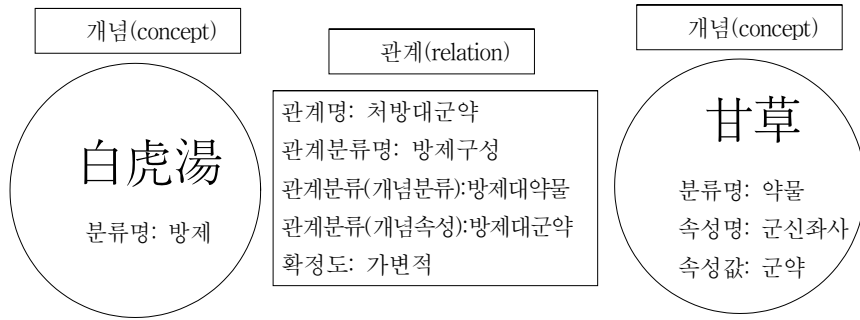 개념(concept)
白虎湯
분류명: 방제
관계(relation)
관계명: 처방대군약
관계분류명: 방제구성
관계분류(개념분류):방제대약물
관계분류(개념속성):방제대군약
확정도: 가변적
개념(concept)
甘草
분류명: 약물
속성명: 군신좌사
속성값: 군약